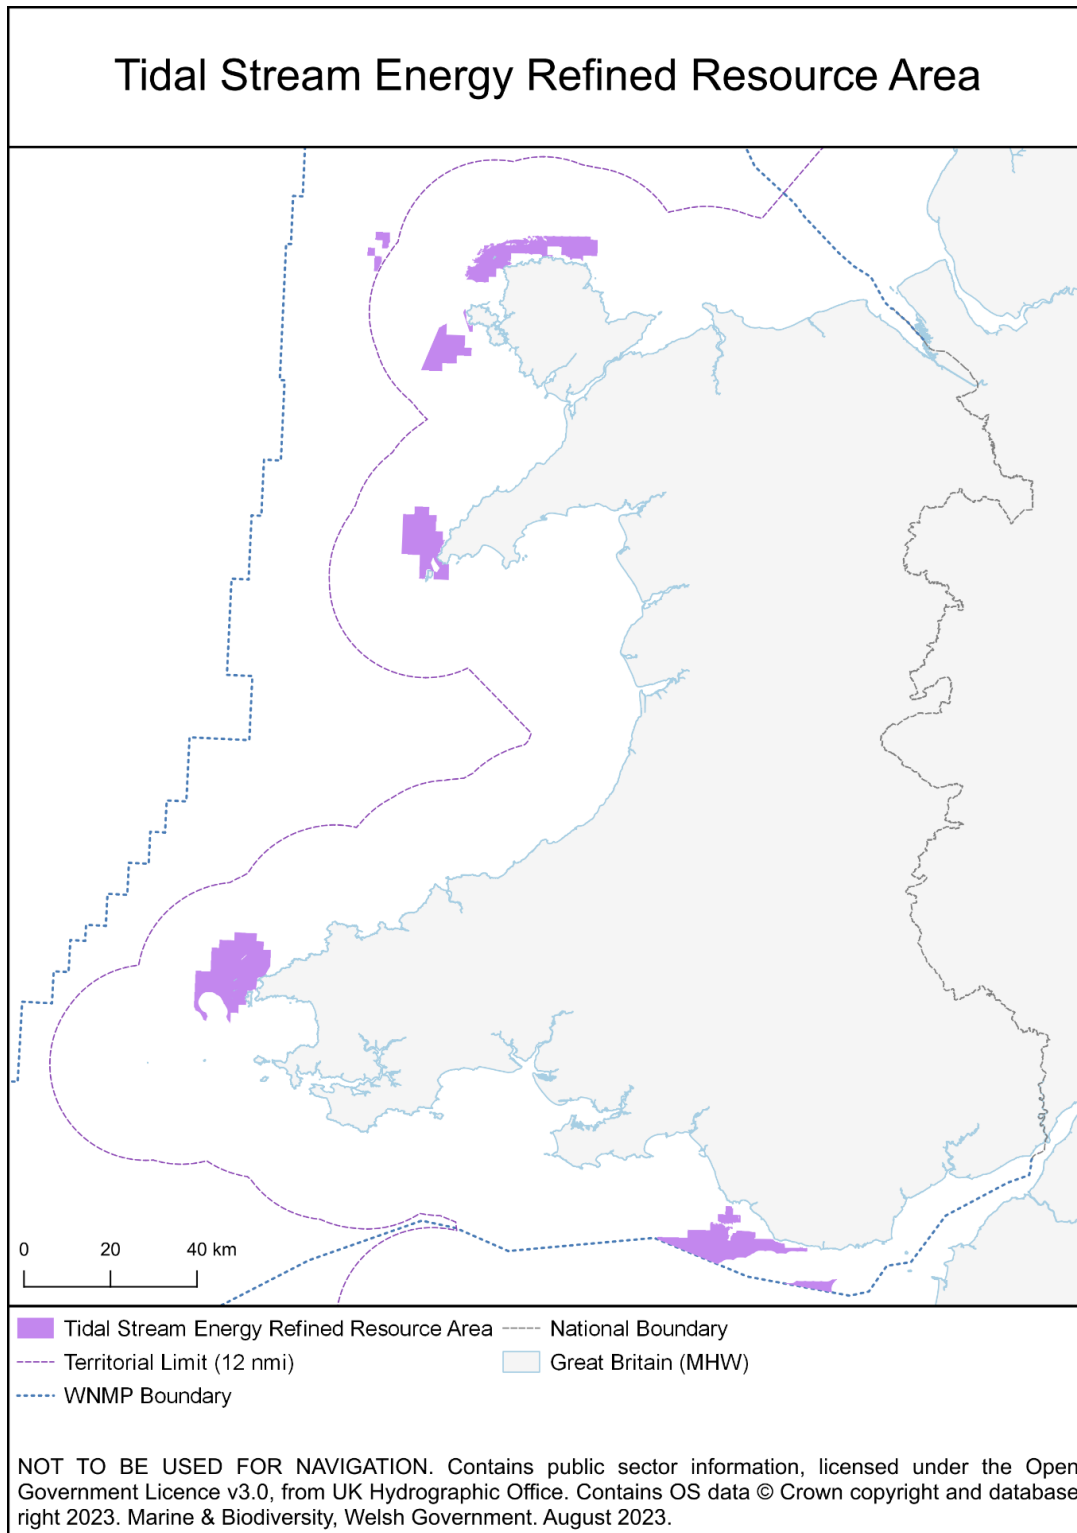 Tidal Stream Energy Refined Resource Area
0 20 40 km
Tidal Stream Energy Refined Resource Area
National Boundary
Territorial Limit (12 nmi)
Great Britain (MHW)
WNMP Boundary
NOT TO BE USED FOR NAVIGATION. Contains public sector information, licensed under the Open
Government Licence v3.0, from UK Hydrographic Office. Contains OS data © Crown copyright and database
right 2023. Marine & Biodiversity, Welsh Government. August 2023.